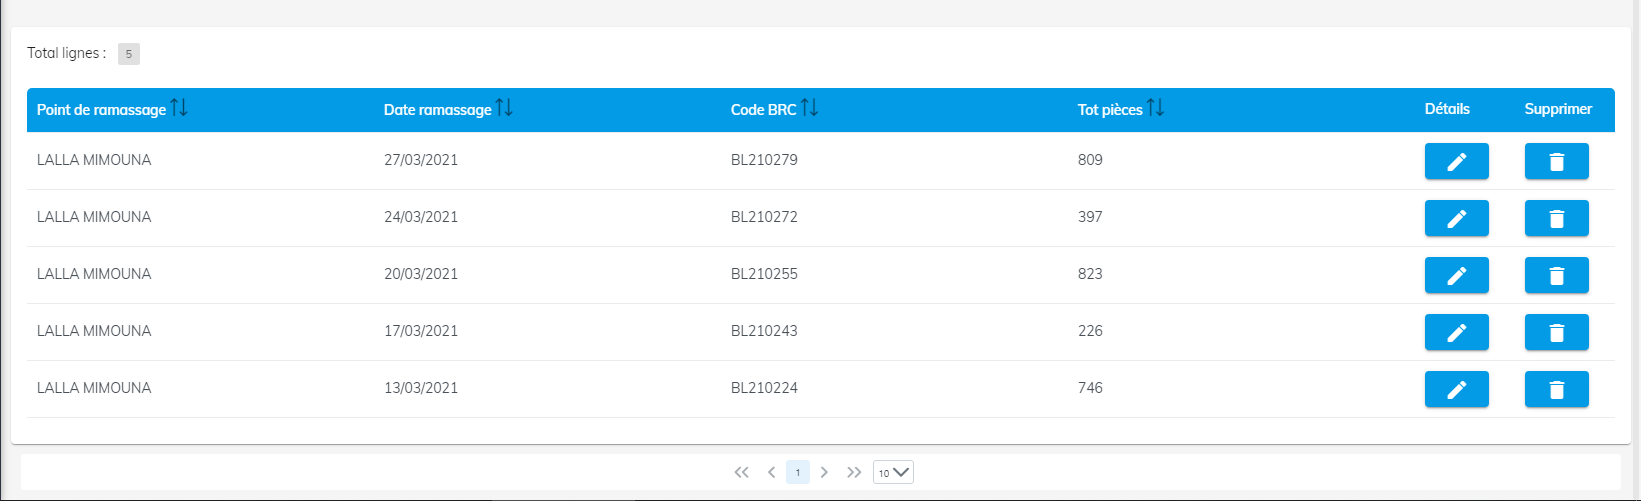 Total lignes : 5
Point de ramassage Date ramassage Code BRC Tot pièces Détails Supprimer
LALLA MIMOUNA 27/03/2021 BL210279 809
LALLA MIMOUNA 24/03/2021 BL210272 397
LALLA MIMOUNA 20/03/2021 BL210255 823
LALLA MIMOUNA 17/03/2021 BL210243 226
LALLA MIMOUNA 13/03/2021 BL210224 746
1 10